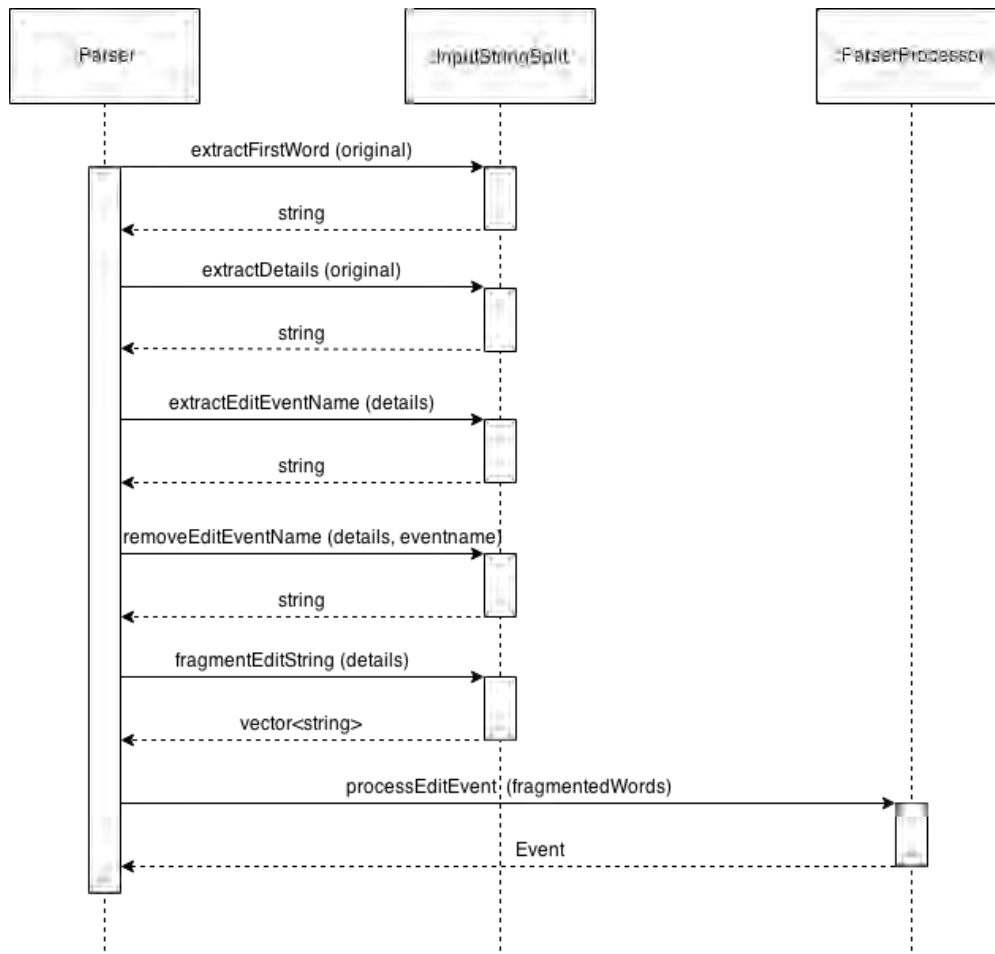 :Parser
:InputStringSplit
:ParserProcessor
extractFirstWord (original)
string
extractDetails (original)
string
extractEditEventName (details)
string
removeEditEventName (details, eventname)
string
fragmentEditString (details)
vector<string>
processEditEvent (fragmentedWords)
Event